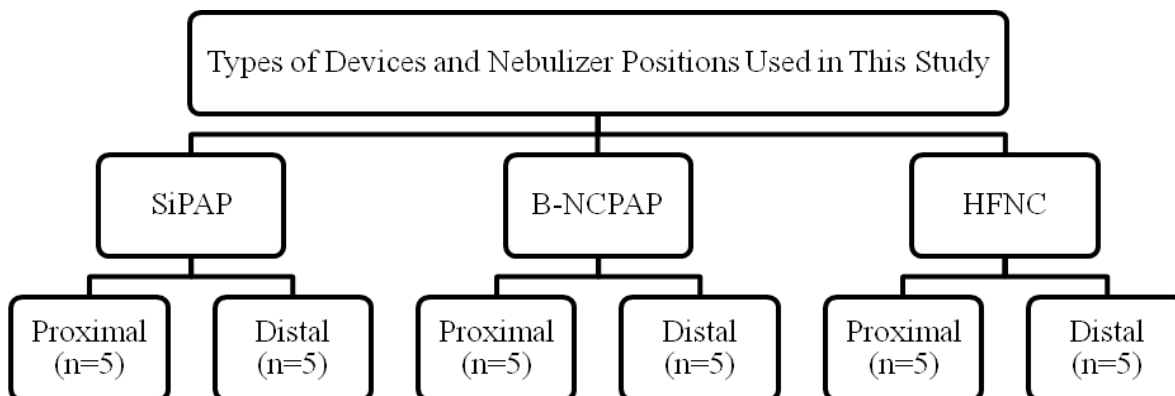 Types of Devices and Nebulizer Positions Used in This Study
SiPAP
B-NCPAP
HFNC
Proximal
(n=5)
Distal
(n=5)
Proximal
(n=5)
Distal
(n=5)
Proximal
(n=5)
Distal
(n=5)